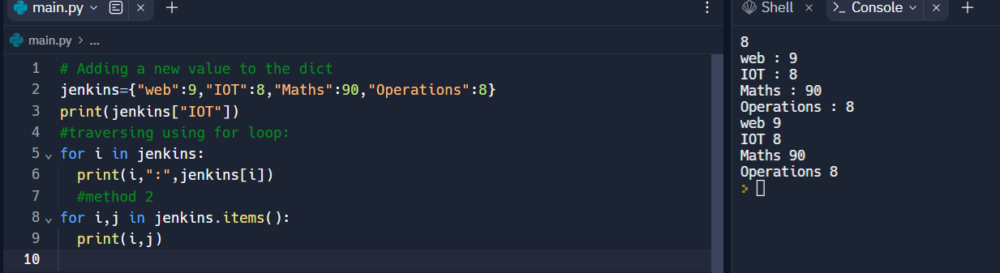 main.py
main.py > ...
1 # Adding a new value to the dict
2 jenkins={"web":9,"IOT":8,"Maths":90,"Operations":8}
3 print(jenkins["IOT"])
4 #traversing using for loop:
5 for i in jenkins:
6   print(i,":",jenkins[i])
7   #method 2
8 for i,j in jenkins.items():
9   print(i,j)
10
Shell
>_ Console
8
web : 9
IOT : 8
Maths : 90
Operations : 8
web 9
IOT 8
Maths 90
Operations 8
>